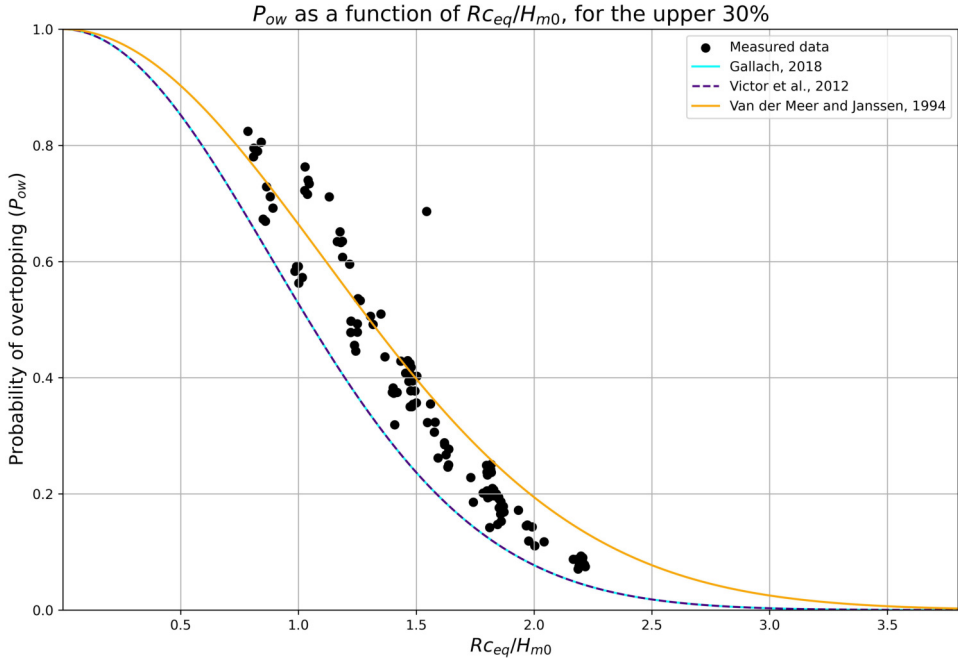 P_ow as a function of Rc_eq/H_m0, for the upper 30%
Measured data
Gallach, 2018
Victor et al., 2012
Van der Meer and Janssen, 1994
Probability of overtopping (P_ow)
1.0
0.8
0.6
0.4
0.2
0.0
0.5
1.0
1.5
2.0
2.5
3.0
3.5
Rc_eq/H_m0